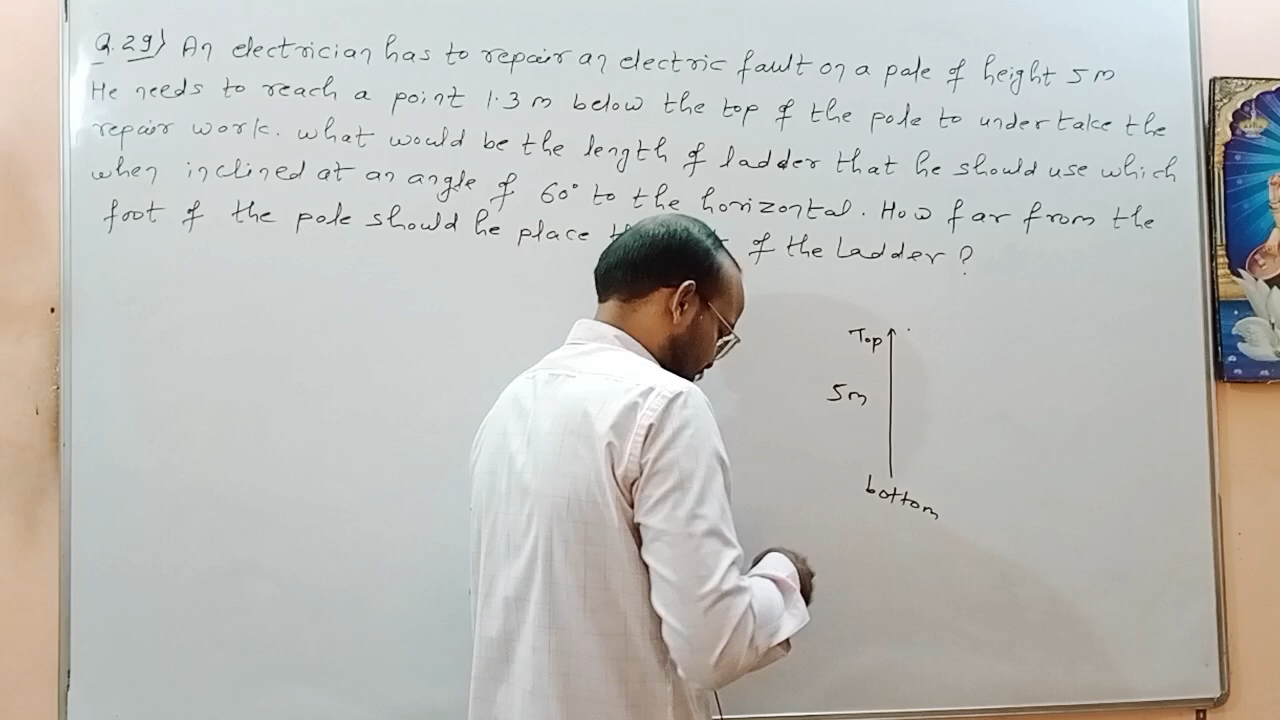 Q.29) An electrician has to repair an electric fault on a pole of height 5m
He needs to reach a point 1.3 m below the top of the pole to undertake the
repair work. what would be the length of ladder that he should use which
when inclined at an angle of 60° to the horizontal. How far from the
foot of the pole should he place of the Ladder ?
Top
5m
bottom